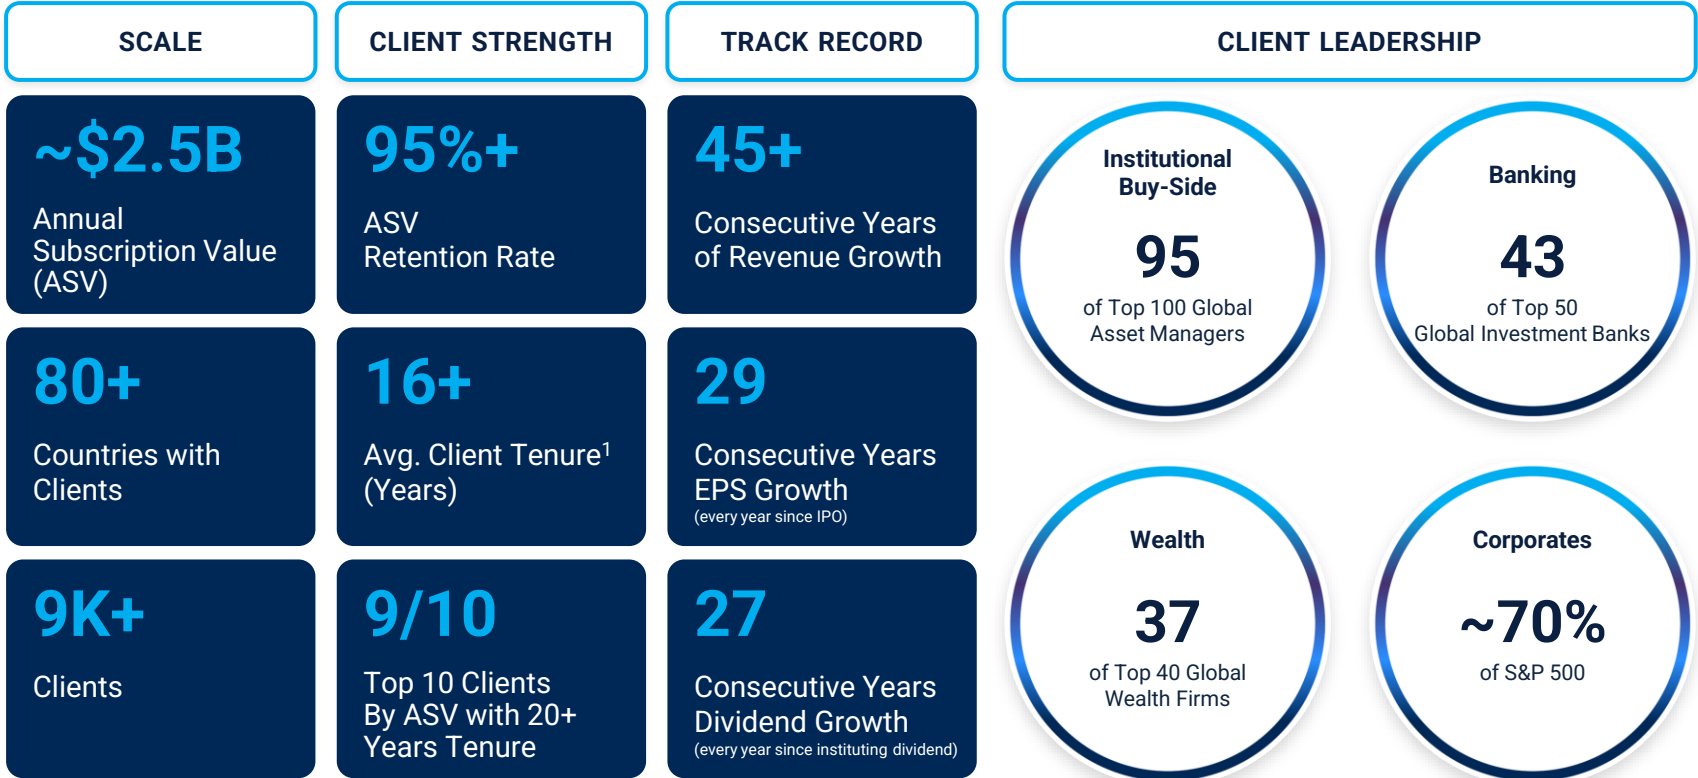 SCALE
~$2.5B
Annual
Subscription Value
(ASV)
80+
Countries with
Clients
9K+
Clients
CLIENT STRENGTH
95%+
ASV
Retention Rate
16+
Avg. Client Tenure¹
(Years)
9/10
Top 10 Clients
By ASV with 20+
Years Tenure
TRACK RECORD
45+
Consecutive Years
of Revenue Growth
29
Consecutive Years
EPS Growth
(every year since IPO)
27
Consecutive Years
Dividend Growth
(every year since instituting dividend)
CLIENT LEADERSHIP
Institutional
Buy-Side
95
of Top 100 Global
Asset Managers
Banking
43
of Top 50
Global Investment Banks
Wealth
37
of Top 40 Global
Wealth Firms
Corporates
~70%
of S&P 500